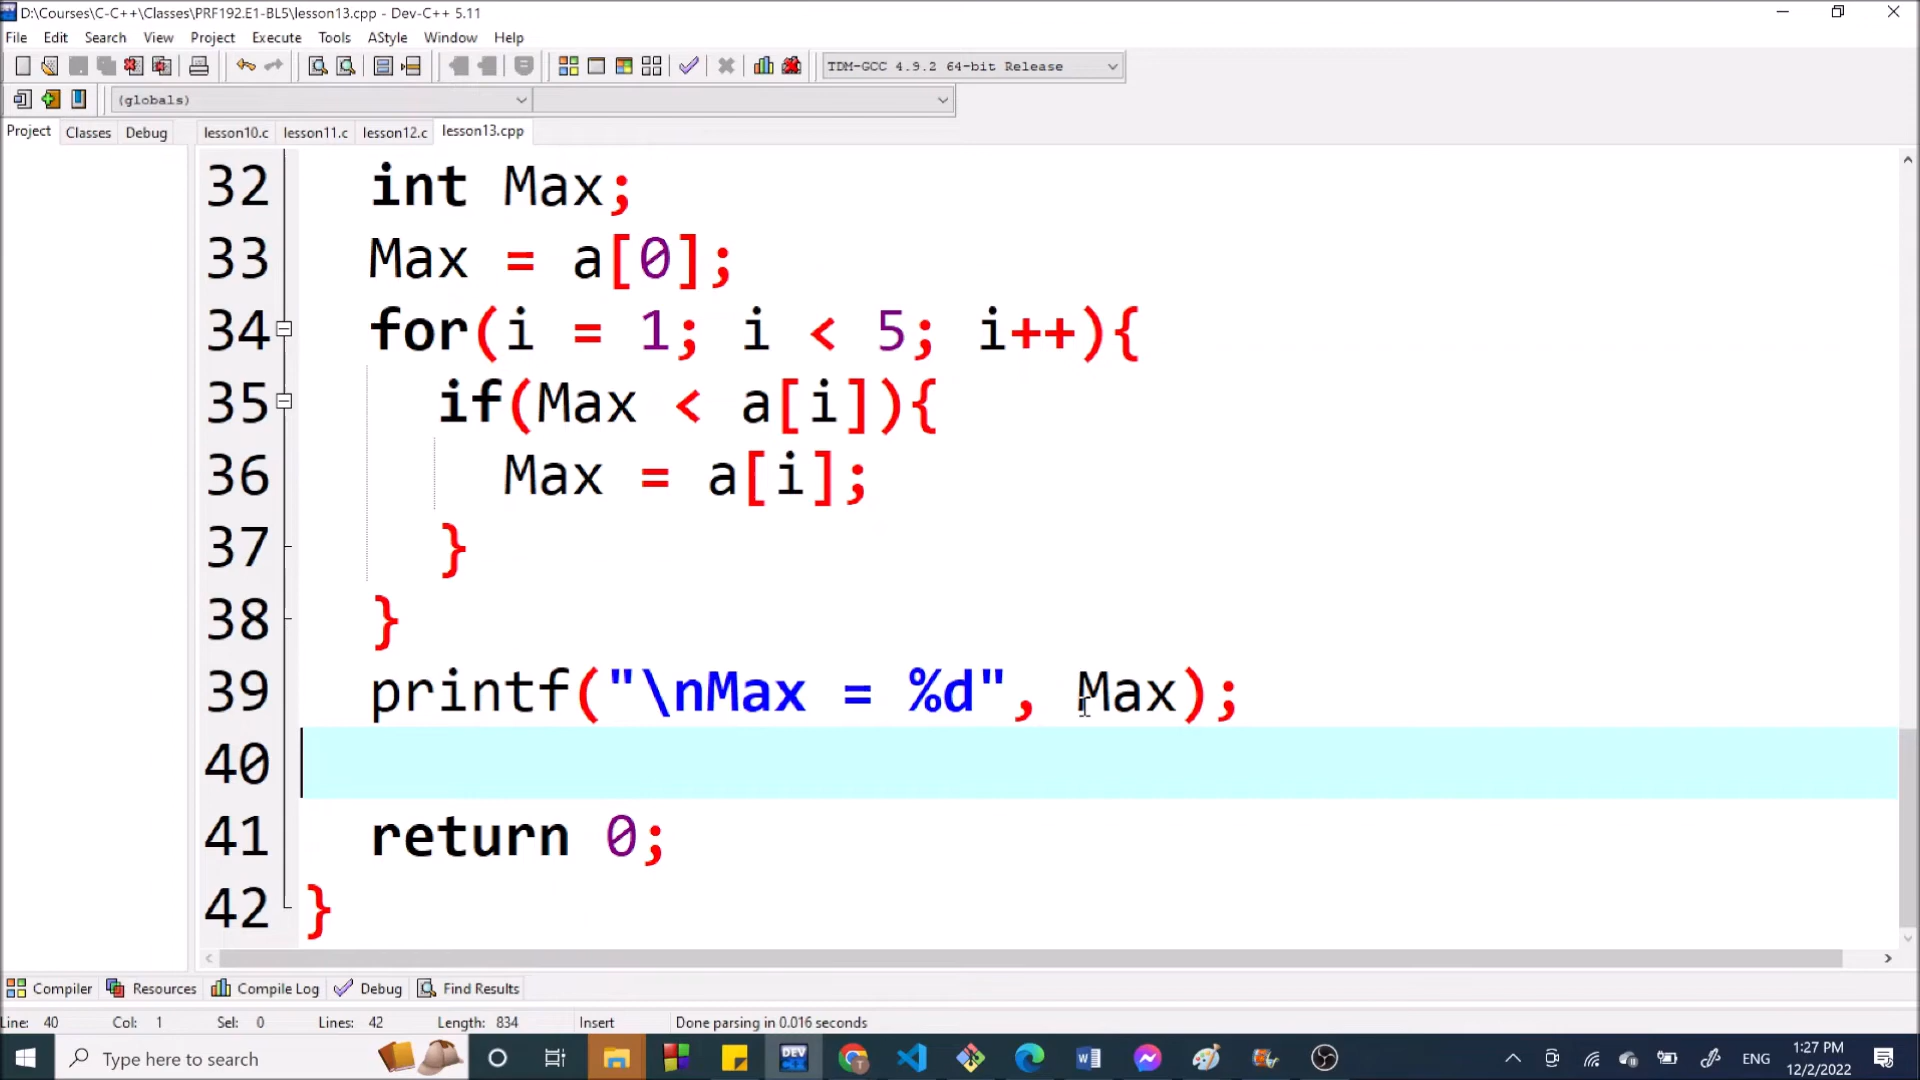 D:\Courses\C-C++\Classes\PRF192.E1-BL5\lesson13.cpp - Dev-C++ 5.11
File Edit Search View Project Execute Tools AStyle Window Help
TDM-GCC 4.9.2 64-bit Release
(globals)
Project Classes Debug lesson10.c lesson11.c lesson12.c lesson13.cpp
32 int Max;
33 Max = a[0];
34 for(i = 1; i < 5; i++){
35 if(Max < a[i]){
36 Max = a[i];
37 }
38 }
39 printf("\nMax = %d", Max);
40
41 return 0;
42 }
Compiler Resources Compile Log Debug Find Results
Line: 40 Col: 1 Sel: 0 Lines: 42 Length: 834 Insert Done parsing in 0.016 seconds
Type here to search DEV ENG 1:27 PM
12/2/2022